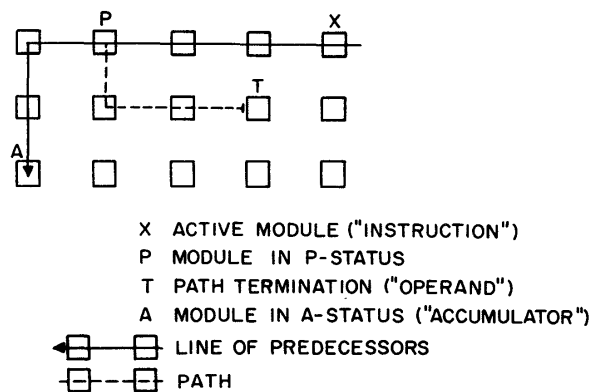 P
X
T
A
X ACTIVE MODULE ("INSTRUCTION")
P MODULE IN P-STATUS
T PATH TERMINATION ("OPERAND")
A MODULE IN A-STATUS ("ACCUMULATOR")
LINE OF PREDECESSORS
PATH